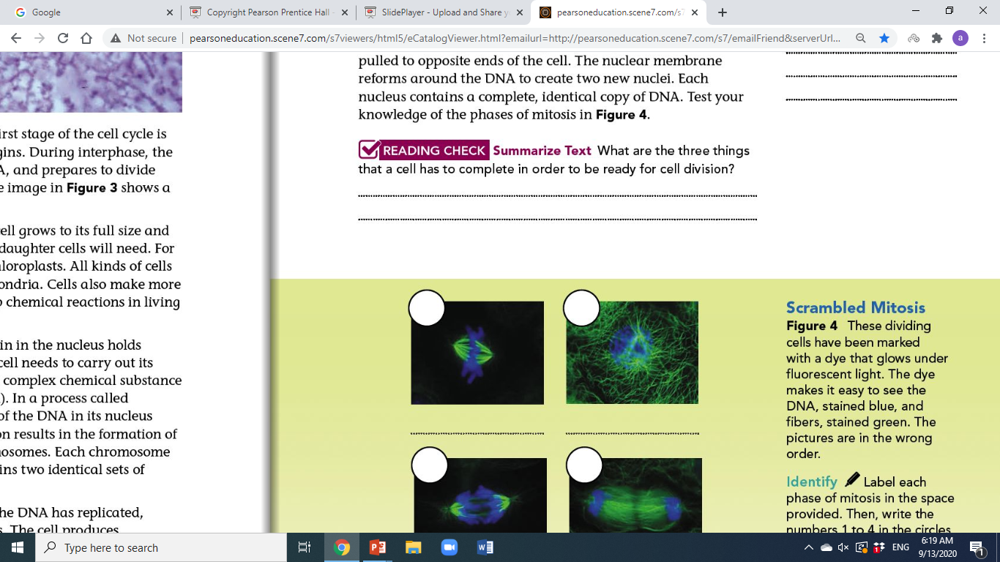 Google
Copyright Pearson Prentice Hall
SlidePlayer - Upload and Share y
pearsoneducation.scene7.com/s7
Not secure
pearsoneducation.scene7.com/s7viewers/html5/eCatalogViewer.html?emailurl=http://pearsoneducation.scene7.com/s7/emailFriend&serverUrl...
a
irst stage of the cell cycle is
gins. During interphase, the
A, and prepares to divide
e image in Figure 3 shows a
cell grows to its full size and
daughter cells will need. For
loroplasts. All kinds of cells
ondria. Cells also make more
o chemical reactions in living
in in the nucleus holds
cell needs to carry out its
complex chemical substance
). In a process called
of the DNA in its nucleus
on results in the formation of
nosomes. Each chromosome
ins two identical sets of
he DNA has replicated,
s. The cell produces
pulled to opposite ends of the cell. The nuclear membrane
reforms around the DNA to create two new nuclei. Each
nucleus contains a complete, identical copy of DNA. Test your
knowledge of the phases of mitosis in Figure 4.
READING CHECK Summarize Text What are the three things
that a cell has to complete in order to be ready for cell division?
Scrambled Mitosis
Figure 4 These dividing
cells have been marked
with a dye that glows under
fluorescent light. The dye
makes it easy to see the
DNA, stained blue, and
fibers, stained green. The
pictures are in the wrong
order.
Identify Label each
phase of mitosis in the space
provided. Then, write the
numbers 1 to 4 in the circles
Type here to search
ENG
6:19 AM
9/13/2020
1
1